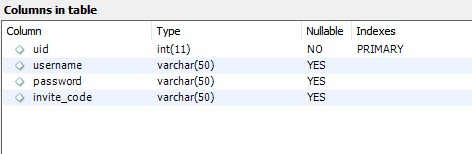 Columns in table
Column Type Nullable Indexes
uid int(11) NO PRIMARY
username varchar(50) YES
password varchar(50) YES
invite_code varchar(50) YES